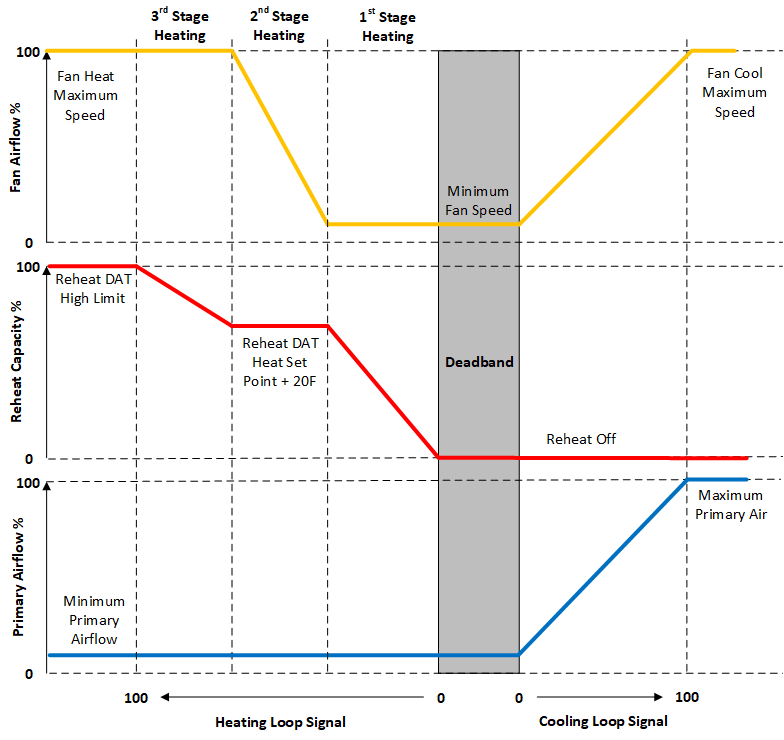 3rd Stage
Heating
2nd Stage
Heating
1st Stage
Heating
Fan Airflow %
100
0
Fan Heat
Maximum
Speed
Minimum
Fan Speed
Fan Cool
Maximum
Speed
Reheat Capacity %
100
0
Reheat DAT
High Limit
Reheat DAT
Heat Set
Point + 20F
Deadband
Reheat Off
Primary Airflow %
100
0
Minimum
Primary
Airflow
Maximum
Primary Air
100
0
0
100
Heating Loop Signal
Cooling Loop Signal